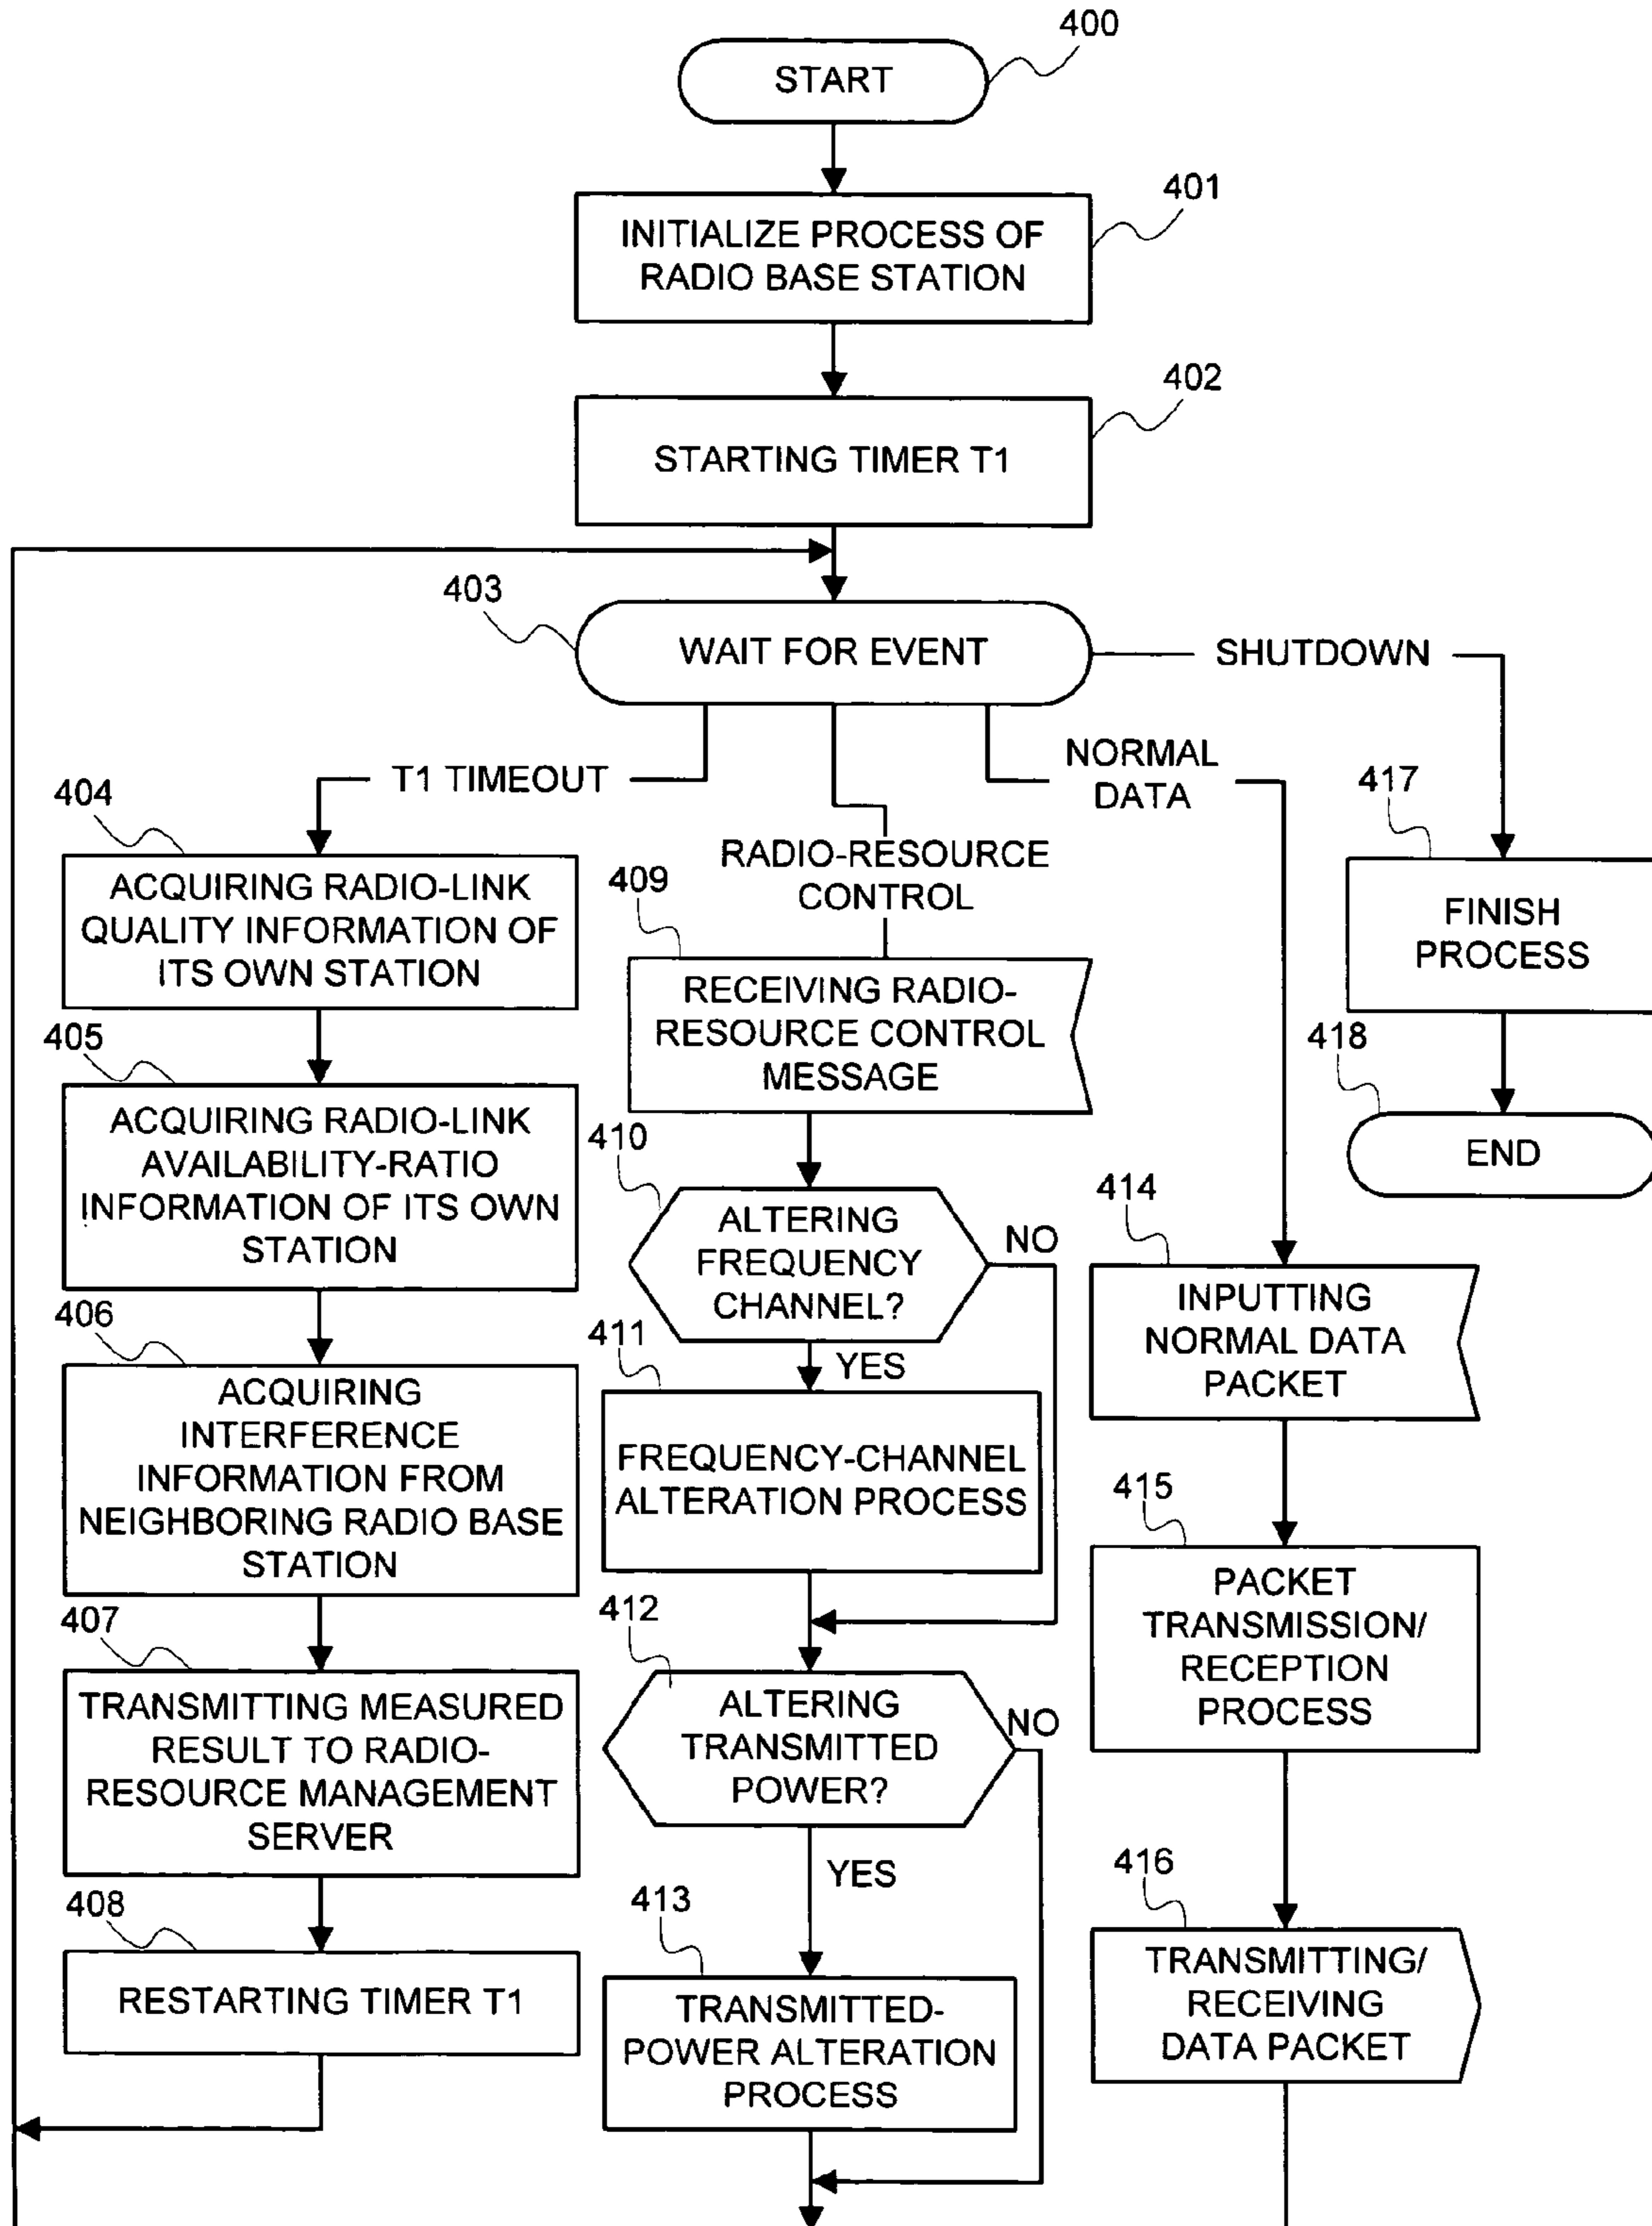 400
START
401
INITIALIZE PROCESS OF
RADIO BASE STATION
402
STARTING TIMER T1
403
WAIT FOR EVENT
SHUTDOWN
T1 TIMEOUT
RADIO-RESOURCE
CONTROL
NORMAL
DATA
404
ACQUIRING RADIO-LINK
QUALITY INFORMATION OF
ITS OWN STATION
405
ACQUIRING RADIO-LINK
AVAILABILITY-RATIO
INFORMATION OF ITS OWN
STATION
406
ACQUIRING
INTERFERENCE
INFORMATION FROM
NEIGHBORING RADIO BASE
STATION
407
TRANSMITTING MEASURED
RESULT TO RADIO-
RESOURCE MANAGEMENT
SERVER
408
RESTARTING TIMER T1
409
RECEIVING RADIO-
RESOURCE CONTROL
MESSAGE
410
ALTERING
FREQUENCY
CHANNEL?
NO
YES
411
FREQUENCY-CHANNEL
ALTERATION PROCESS
412
ALTERING
TRANSMITTED
POWER?
NO
YES
413
TRANSMITTED-
POWER ALTERATION
PROCESS
414
INPUTTING
NORMAL DATA
PACKET
415
PACKET
TRANSMISSION/
RECEPTION
PROCESS
416
TRANSMITTING/
RECEIVING
DATA PACKET
417
FINISH
PROCESS
418
END